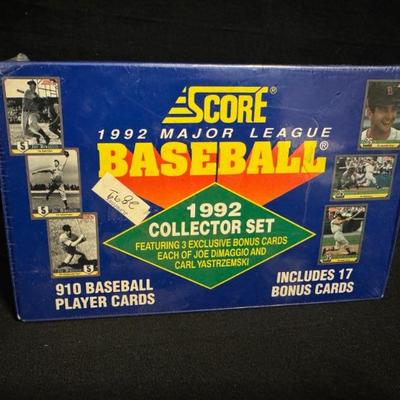 SCORE®
1992 MAJOR LEAGUE
BASEBALL®
1992
COLLECTOR SET
FEATURING 3 EXCLUSIVE BONUS CARDS
EACH OF JOE DIMAGGIO AND
CARL YASTRZEMSKI
910 BASEBALL
PLAYER CARDS
INCLUDES 17
BONUS CARDS